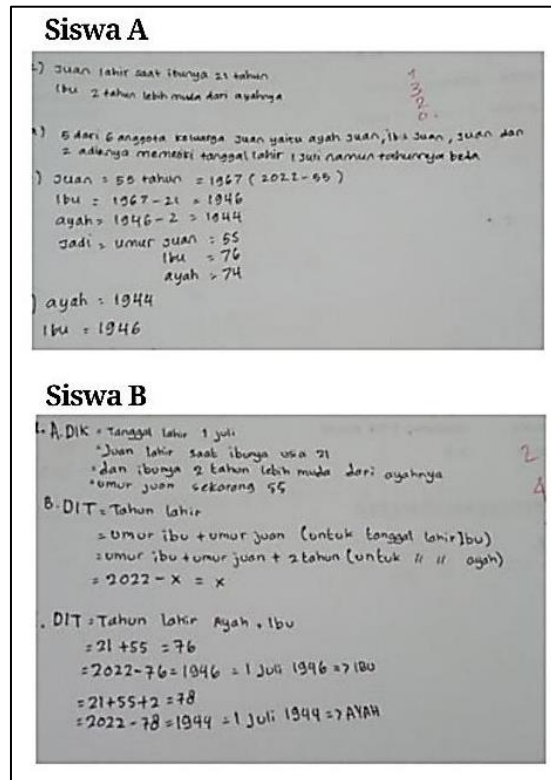 Siswa A
) Juan lahir saat ibunya 21 tahun
Ibu 2 tahun lebih muda dari ayahnya
1
3
2
0
) 5 dari 6 anggota keluarga Juan yaitu ayah Juan, ibu Juan, Juan dan
2 adiknya memeliki tanggal lahir 1 Juli namun tahunnya beda
) Juan = 55 tahun = 1967 (2022-55)
Ibu = 1967 - 21 = 1946
ayah = 1946 - 2 = 1944
Jadi, umur Juan = 55
Ibu = 76
ayah = 74
) ayah = 1944
Ibu = 1946
Siswa B
A. DIK = Tanggal lahir 1 juli
Juan lahir saat ibunya usia 21
2
dan ibunya 2 tahun lebih muda dari ayahnya
umur juan sekarang 55
4
B. DIT = Tahun lahir
= umur ibu + umur juan (untuk tanggal lahir Ibu)
= umur ibu + umur juan + 2 tahun (untuk " " ayah)
= 2022 - x = x
. DIT = Tahun lahir Ayah, Ibu
= 21 + 55 = 76
= 2022 - 76 = 1946 = 1 Juli 1946 => IBU
= 21 + 55 + 2 = 78
= 2022 - 78 = 1944 = 1 Juli 1944 => AYAH